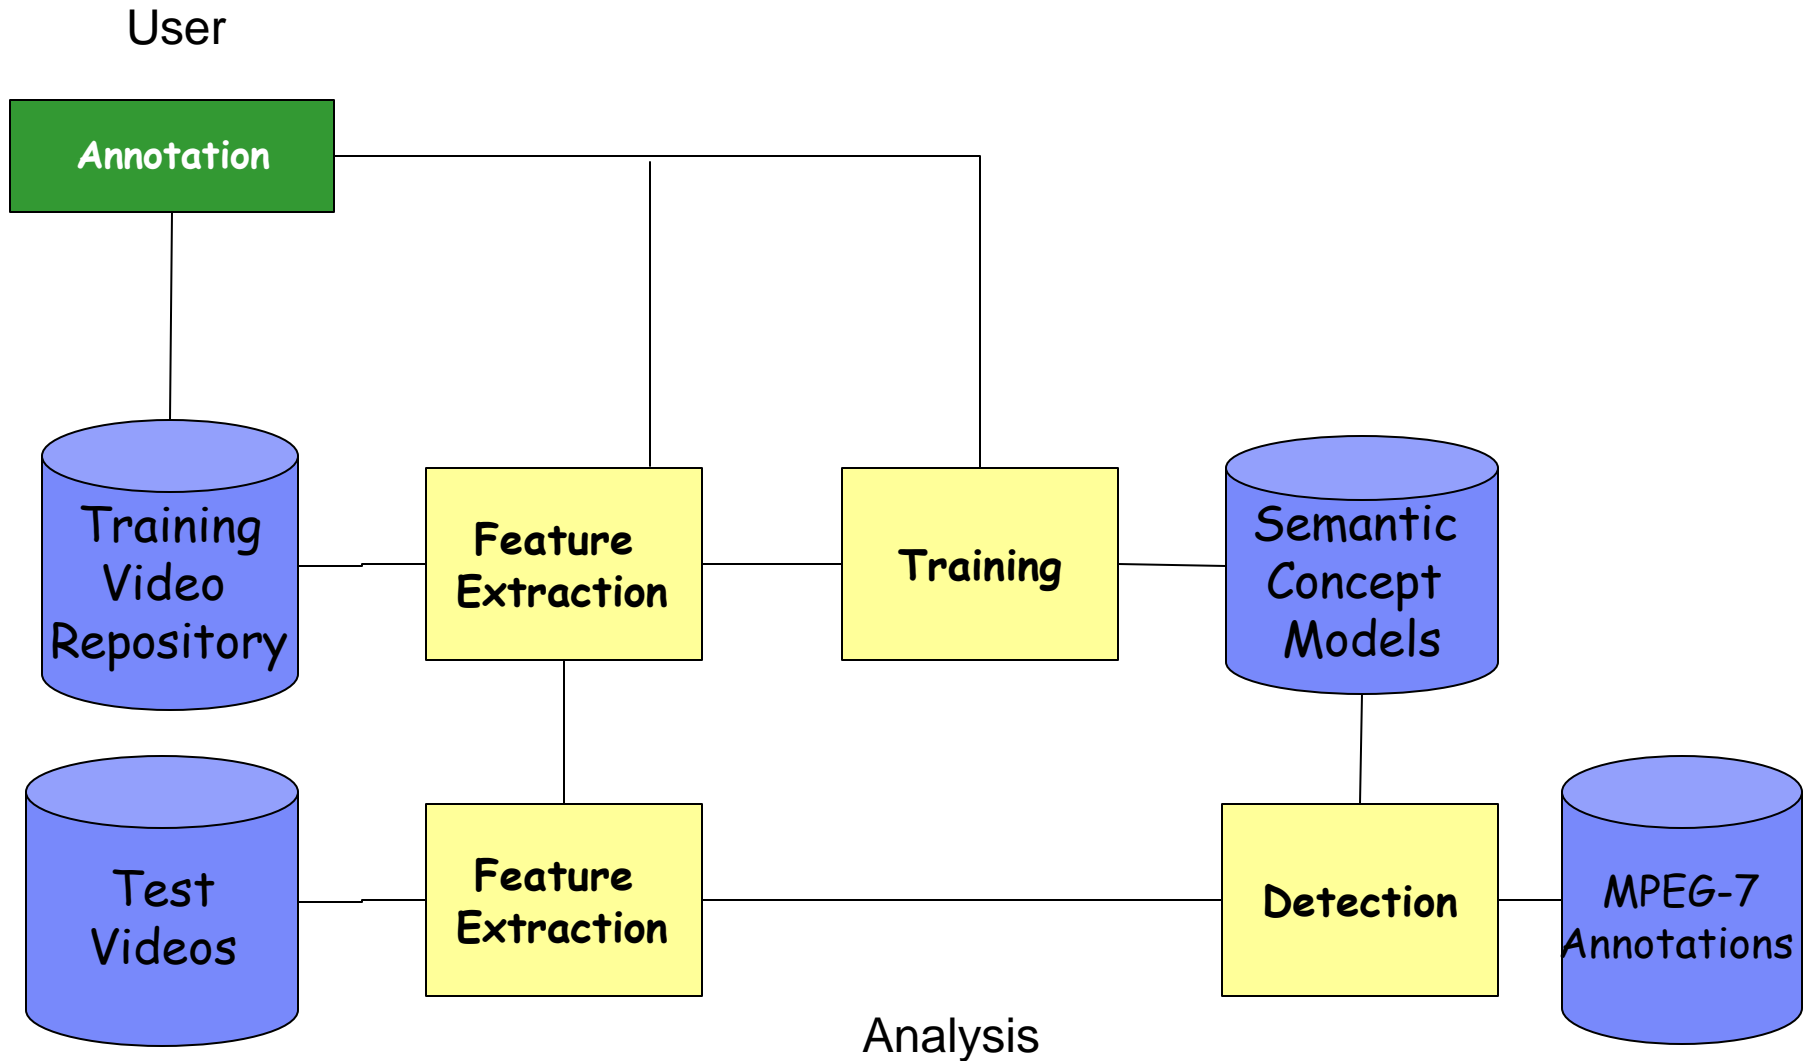 User
Annotation
Training
Video
Repository
Feature
Extraction
Training
Semantic
Concept
Models
Test
Videos
Feature
Extraction
Detection
MPEG-7
Annotations
Analysis